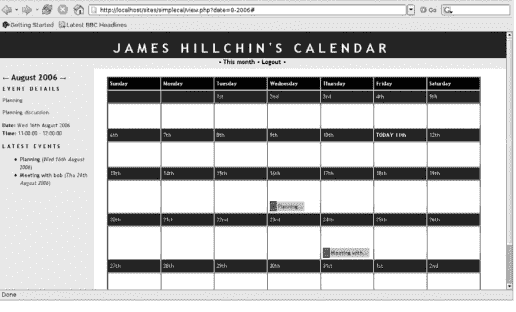 http://localhost/sites/simplecal/view.php?date=8-2006#
Go
Getting Started Latest BBC Headlines
JAMES HILLCHIN'S CALENDAR
• This month • Logout •
← August 2006 →
EVENT DETAILS
Planning
Planning discussion.
Date: Wed 16th August 2006
Time: 11:00:00 - 12:00:00
LATEST EVENTS
• Planning (Wed 16th August 2006)
• Meeting with bob (Thu 24th August 2006)
Sunday Monday Tuesday Wednesday Thursday Friday Saturday
1st 2nd 3rd 4th 5th
6th 7th 8th 9th 10th TODAY 11th 12th
13th 14th 15th 16th 17th 18th 19th
Planning...
20th 21st 22nd 23rd 24th 25th 26th
Meeting with...
27th 28th 29th 30th 31st 1st 2nd
Done